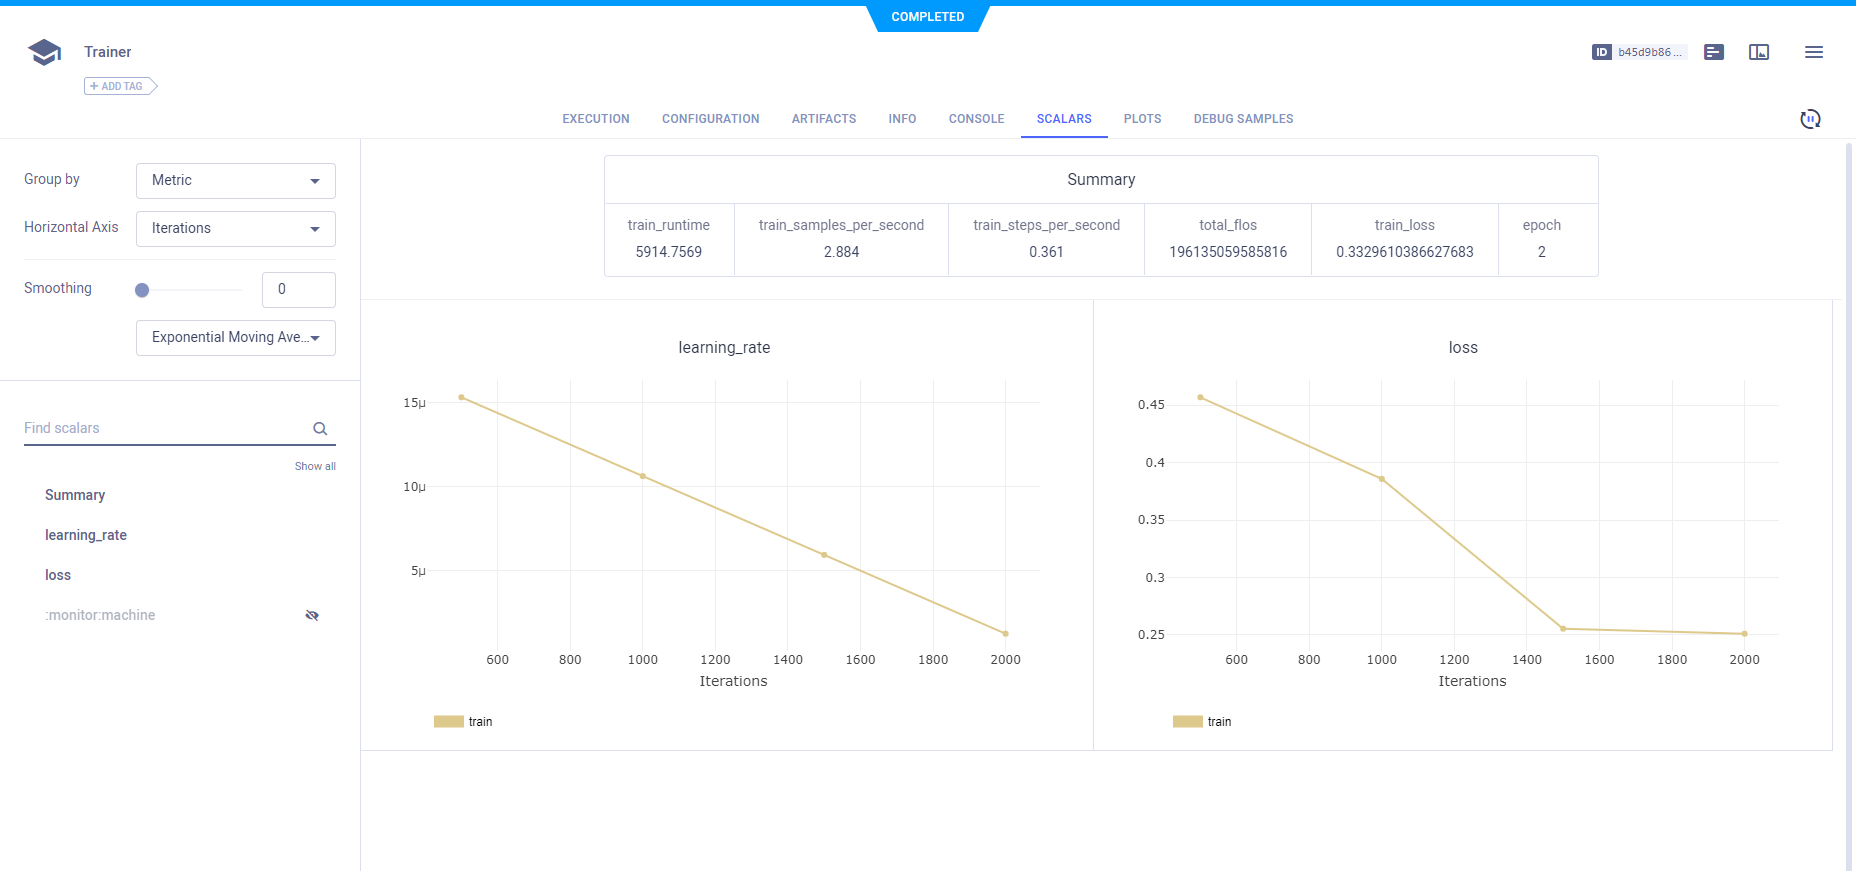 COMPLETED
Trainer
ID b45d9b86 ...
+ ADD TAG
EXECUTION CONFIGURATION ARTIFACTS INFO CONSOLE SCALARS PLOTS DEBUG SAMPLES
Group by Metric
Horizontal Axis Iterations
Smoothing 0
Exponential Moving Ave...
Find scalars
Show all
Summary
learning_rate
loss
:monitor:machine
Summary
train_runtime train_samples_per_second train_steps_per_second total_flos train_loss epoch
5914.7569 2.884 0.361 196135059585816 0.3329610386627683 2
learning_rate
15μ
10μ
5μ
600 800 1000 1200 1400 1600 1800 2000
Iterations
train
loss
0.45
0.4
0.35
0.3
0.25
600 800 1000 1200 1400 1600 1800 2000
Iterations
train